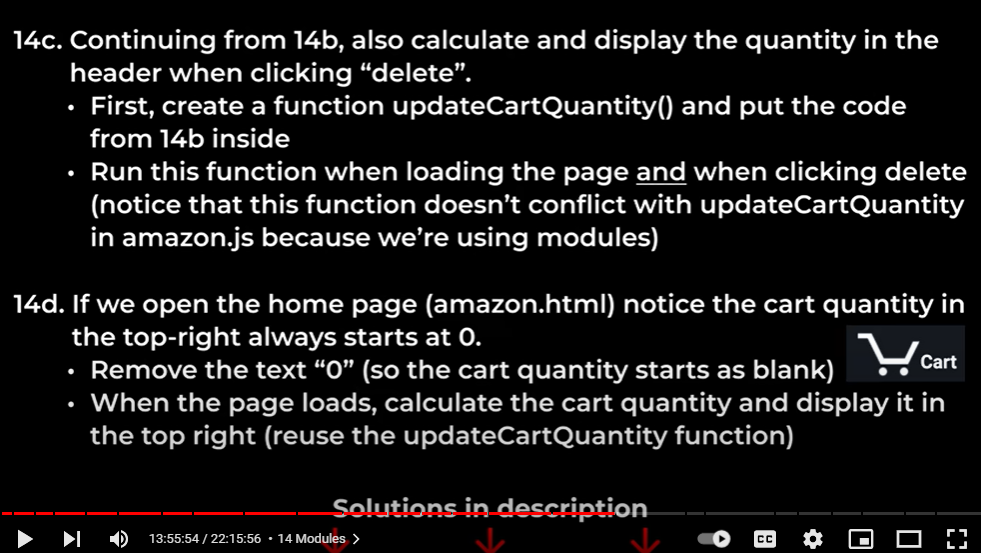 14c. Continuing from 14b, also calculate and display the quantity in the
header when clicking “delete”.
• First, create a function updateCartQuantity() and put the code
from 14b inside
• Run this function when loading the page and when clicking delete
(notice that this function doesn’t conflict with updateCartQuantity
in amazon.js because we’re using modules)
14d. If we open the home page (amazon.html) notice the cart quantity in
the top-right always starts at 0.
• Remove the text “0” (so the cart quantity starts as blank)
Cart
• When the page loads, calculate the cart quantity and display it in
the top right (reuse the updateCartQuantity function)
Solutions in description
13:55:54 / 22:15:56 • 14 Modules >
CC